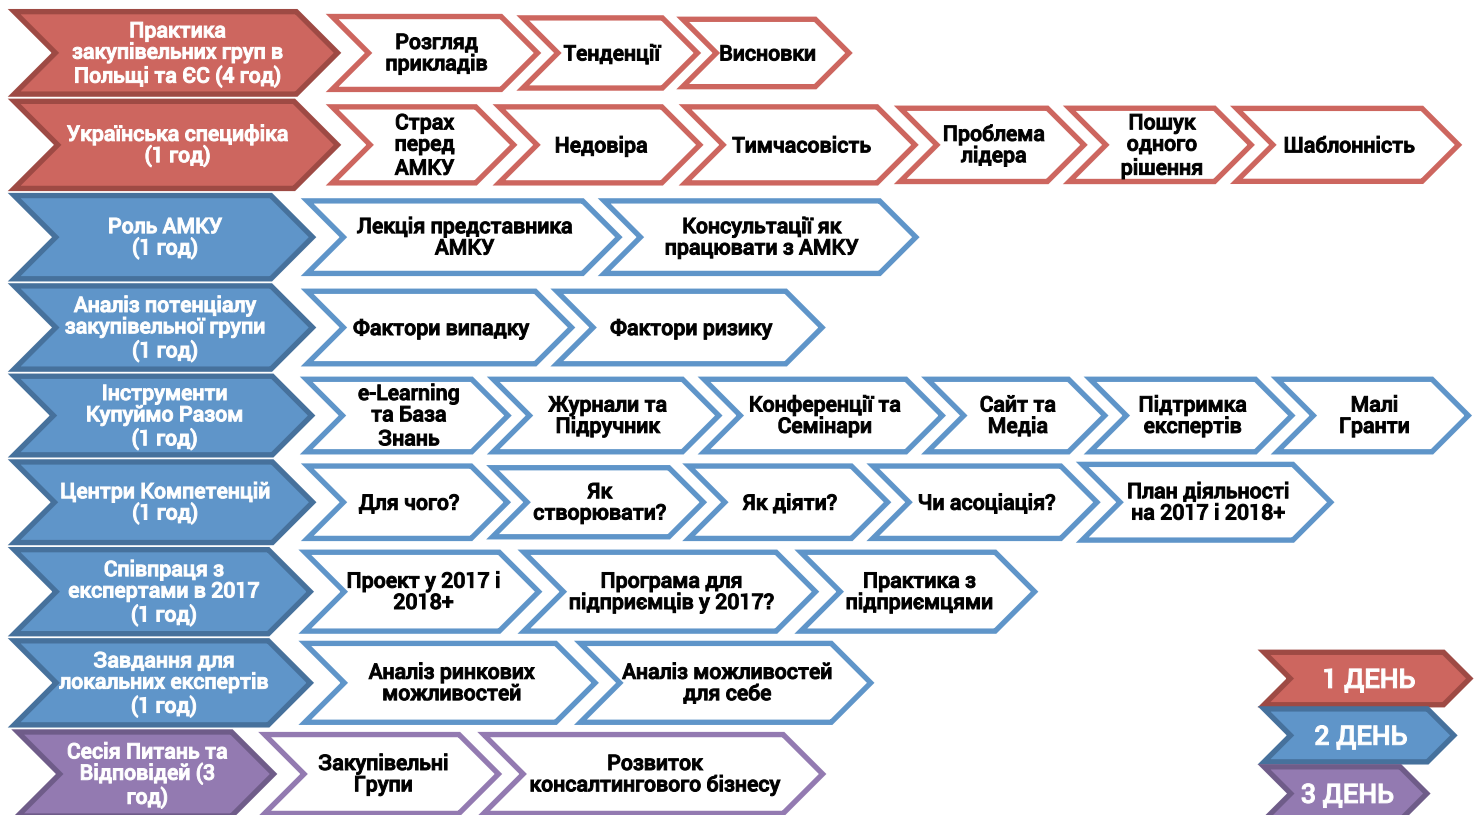 Практика
закупівельних груп в
Польщі та ЄС (4 год)
Розгляд
прикладів
Тенденції
Висновки
Українська специфіка
(1 год)
Страх
перед
АМКУ
Недовіра
Тимчасовість
Проблема
лідера
Пошук
одного
рішення
Шаблонність
Роль АМКУ
(1 год)
Лекція представника
АМКУ
Консультації як
працювати з АМКУ
Аналіз потенціалу
закупівельної групи
(1 год)
Фактори випадку
Фактори ризику
Інструменти
Купуймо Разом
(1 год)
e-Learning
та База
Знань
Журнали та
Підручник
Конференції та
Семінари
Сайт та
Медіа
Підтримка
експертів
Малі
Гранти
Центри Компетенцій
(1 год)
Для чого?
Як
створювати?
Як діяти?
Чи асоціація?
План діяльності
на 2017 і 2018+
Співпраця з
експертами в 2017
(1 год)
Проект у 2017 і
2018+
Програма для
підприємців у 2017?
Практика з
підприємцями
Завдання для
локальних експертів
(1 год)
Аналіз ринкових
можливостей
Аналіз можливостей
для себе
Сесія Питань та
Відповідей (3
год)
Закупівельні
Групи
Розвиток
консалтингового бізнесу
1 ДЕНЬ
2 ДЕНЬ
3 ДЕНЬ